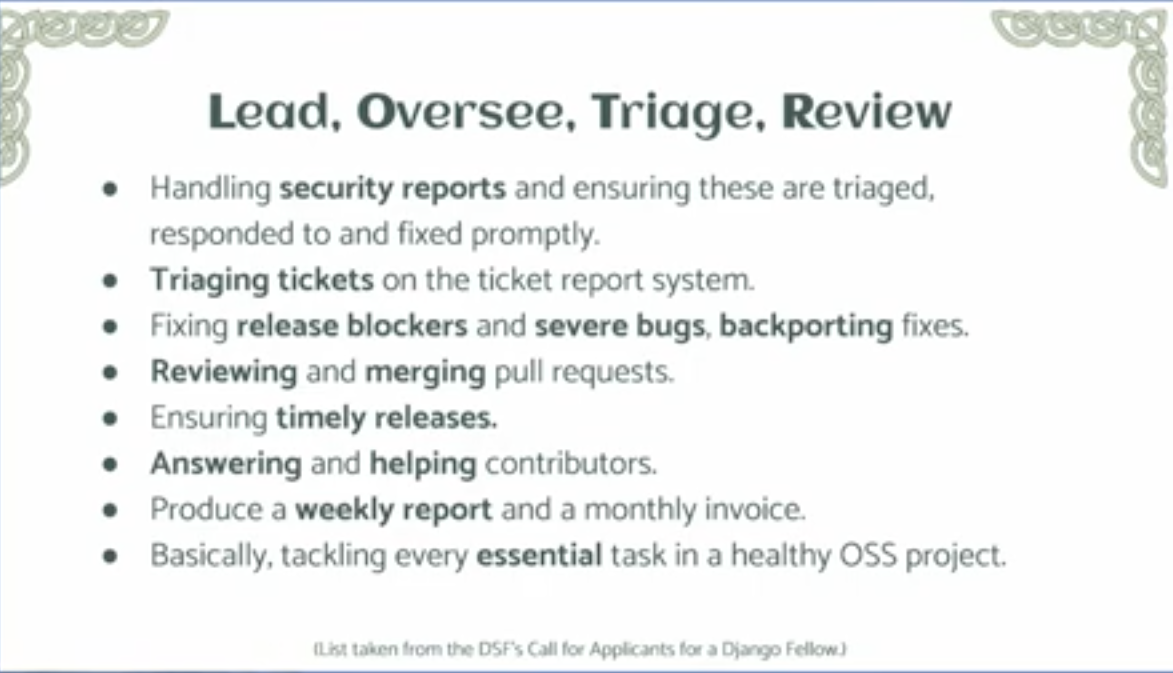 Lead, Oversee, Triage, Review
● Handling security reports and ensuring these are triaged,
responded to and fixed promptly.
● Triaging tickets on the ticket report system.
● Fixing release blockers and severe bugs, backporting fixes.
● Reviewing and merging pull requests.
● Ensuring timely releases.
● Answering and helping contributors.
● Produce a weekly report and a monthly invoice.
● Basically, tackling every essential task in a healthy OSS project.
(List taken from the DSF's Call for Applicants for a Django Fellow.)